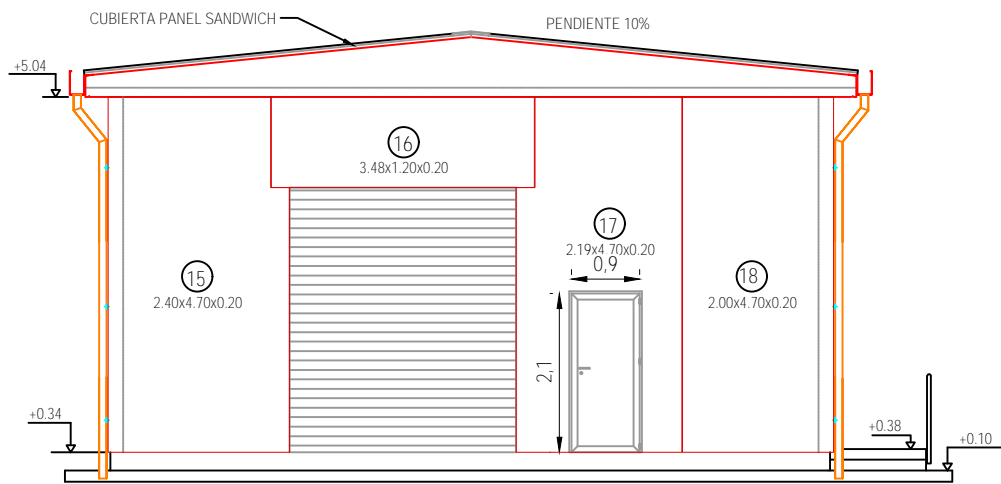 CUBIERTA PANEL SANDWICH
PENDIENTE 10%
+5.04
16
3.48x1.20x0.20
17
2.19x4.70x0.20
0,9
15
2.40x4.70x0.20
18
2.00x4.70x0.20
2,1
+0.34
+0.38
+0.10